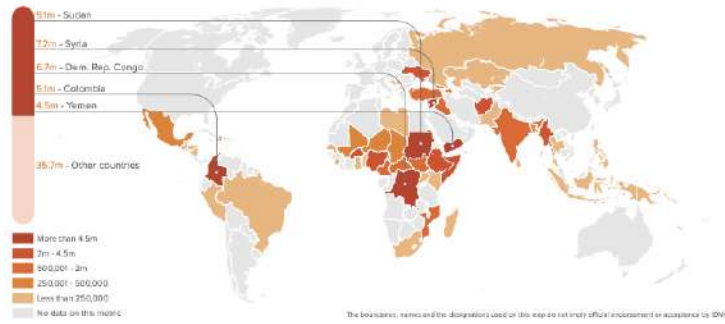 9.1m - Sudan
7.2m - Syria
6.7m - Dem. Rep. Congo
5.1m - Colombia
4.5m - Yemen
35.7m - Other countries
More than 4.5m
2m - 4.5m
500,001 - 2m
250,001 - 500,000
Less than 250,000
No data on this metric
The boundaries, names and the designations used on this map do not imply official endorsement or acceptance by